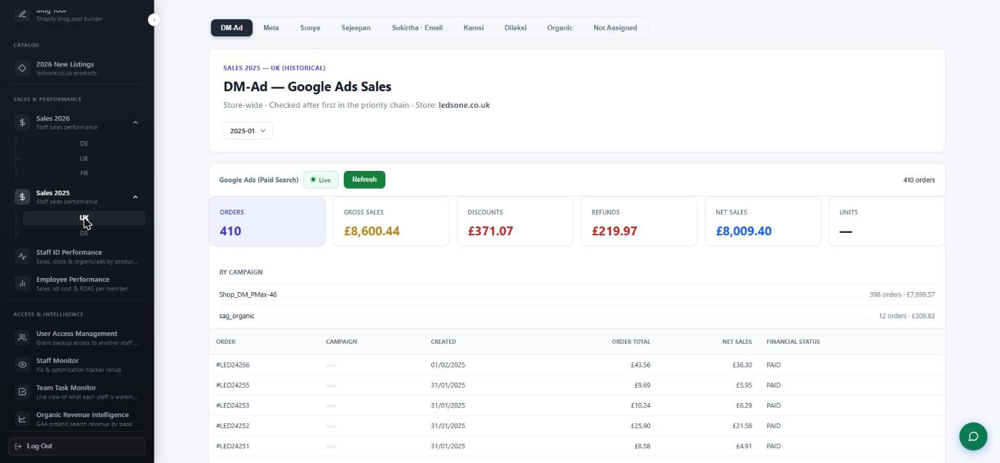 Blog Tool
Shopify blog post builder
CATALOG
2026 New Listings
ledsone.co.uk products
SALES & PERFORMANCE
Sales 2026
Staff sales performance
DE
UK
FR
Sales 2025
Staff sales performance
UK
DE
Staff ID Performance
Sales, stock & organic/ads by produc...
Employee Performance
Sales, ad cost & ROAS per member
ACCESS & INTELLIGENCE
User Access Management
Grant backup access to another staff ...
Staff Monitor
Fix & optimization tracker rollup
Team Task Monitor
Live view of what each staff is workin...
Organic Revenue Intelligence
GA4 organic search revenue by page
Log Out
DM-Ad Meta Sonya Sajeepan Sukirtha · Email Kamsi Dilaksi Organic Not Assigned
SALES 2025 — UK (HISTORICAL)
DM-Ad — Google Ads Sales
Store-wide · Checked after first in the priority chain · Store: ledsone.co.uk
2025-01
Google Ads (Paid Search) Live Refresh 410 orders
ORDERS GROSS SALES DISCOUNTS REFUNDS NET SALES UNITS
410 £8,600.44 £371.07 £219.97 £8,009.40 —
BY CAMPAIGN
Shop_DM_PMax-46 398 orders · £7,699.57
sag_organic 12 orders · £309.83
ORDER CAMPAIGN CREATED ORDER TOTAL NET SALES FINANCIAL STATUS
#LED24266 01/02/2025 £43.56 £36.30 PAID
#LED24255 31/01/2025 £9.69 £5.95 PAID
#LED24253 31/01/2025 £10.24 £6.29 PAID
#LED24252 31/01/2025 £25.90 £21.58 PAID
#LED24251 31/01/2025 £8.58 £4.91 PAID